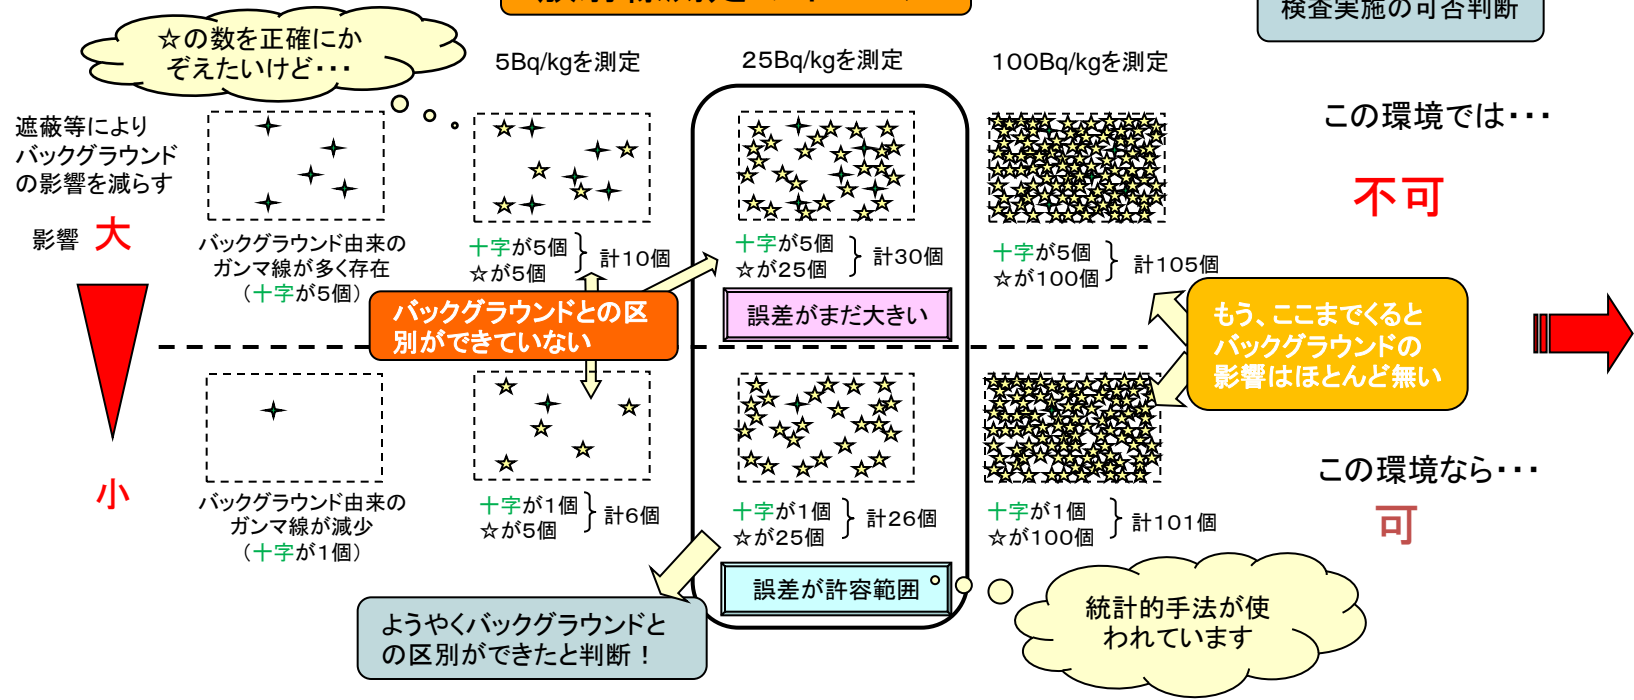 検査実施の可否判断
☆の数を正確にか
ぞえたいけど・・・
5Bq/kgを測定
25Bq/kgを測定
100Bq/kgを測定
遮蔽等により
バックグラウンド
の影響を減らす
影響 大
小
この環境では・・・
不可
バックグラウンド由来の
ガンマ線が多く存在
（十字が5個）
十字が5個
☆が5個
計10個
十字が5個
☆が25個
計30個
十字が5個
☆が100個
計105個
バックグラウンドとの区
別ができていない
誤差がまだ大きい
もう、ここまでくると
バックグラウンドの
影響はほとんど無い
バックグラウンド由来の
ガンマ線が減少
（十字が1個）
十字が1個
☆が5個
計6個
十字が1個
☆が25個
計26個
十字が1個
☆が100個
計101個
この環境なら・・・
可
誤差が許容範囲
ようやくバックグラウンドと
の区別ができたと判断！
統計的手法が使
われています